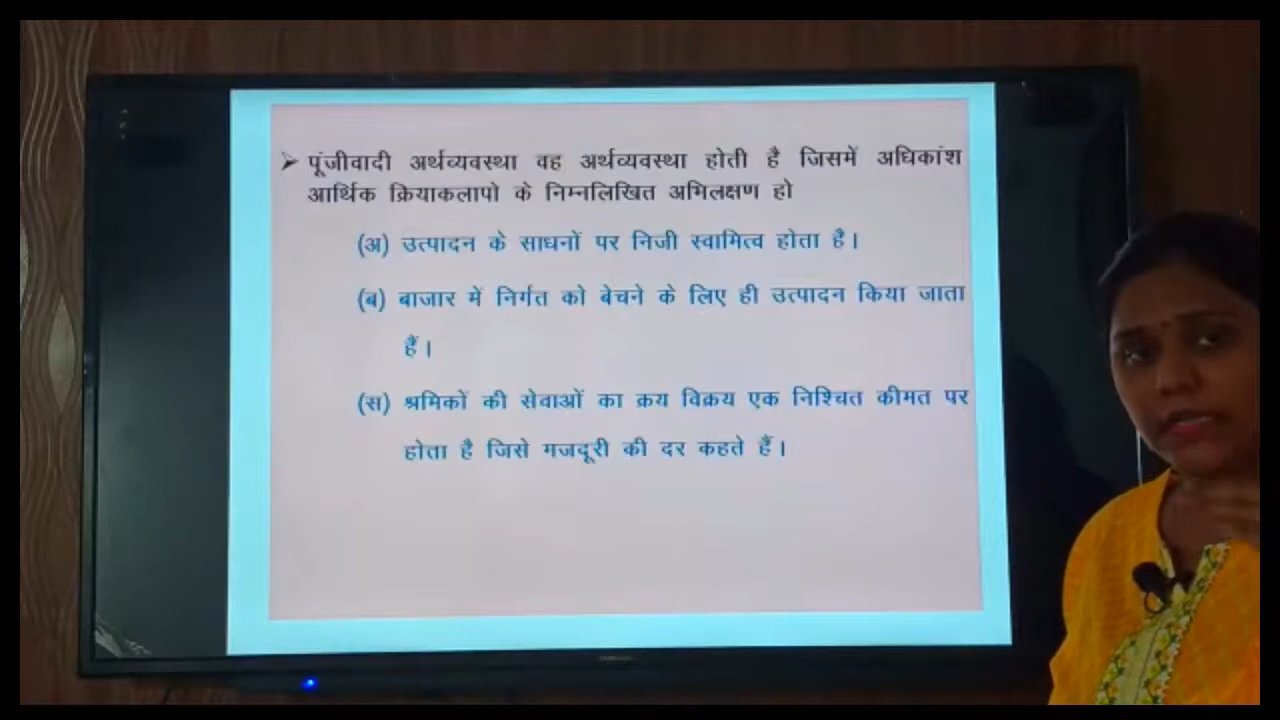 ➤ पूंजीवादी अर्थव्यवस्था वह अर्थव्यवस्था होती है जिसमें अधिकांश
आर्थिक क्रियाकलापो के निम्नलिखित अभिलक्षण हो
(अ) उत्पादन के साधनों पर निजी स्वामित्व होता है।
(ब) बाजार में निर्गत को बेचने के लिए ही उत्पादन किया जाता
हैं।
(स) श्रमिकों की सेवाओं का क्रय विक्रय एक निश्चित कीमत पर
होता है जिसे मजदूरी की दर कहते हैं।